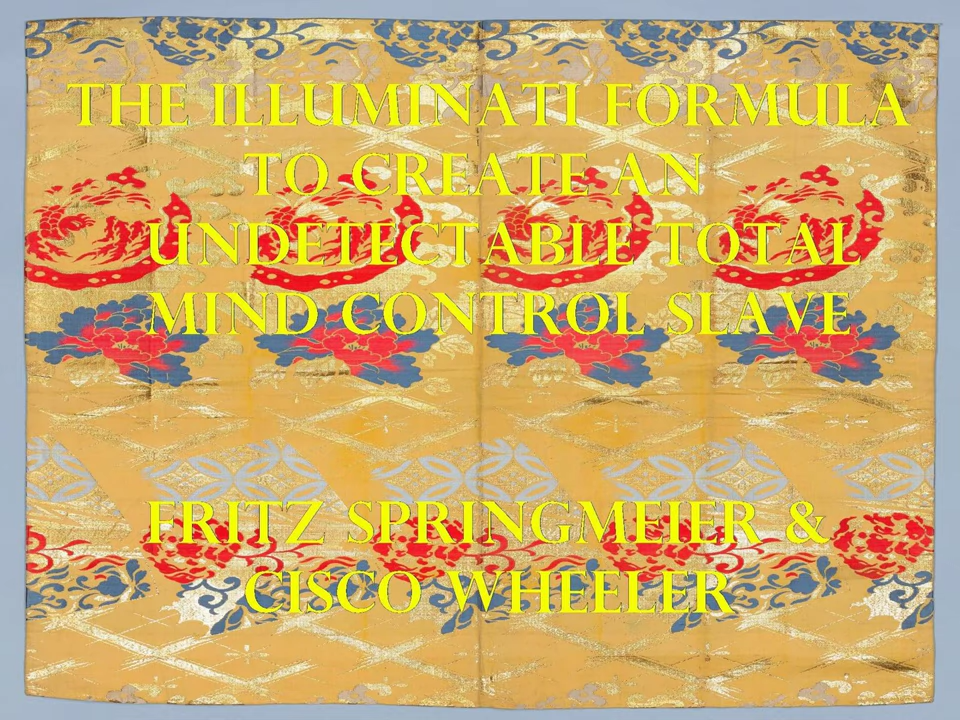 THE ILLUMINATI FORMULA
TO CREATE AN
UNDETECTABLE TOTAL
MIND CONTROL SLAVE
FRITZ SPRINGMEIER &
CISCO WHEELER